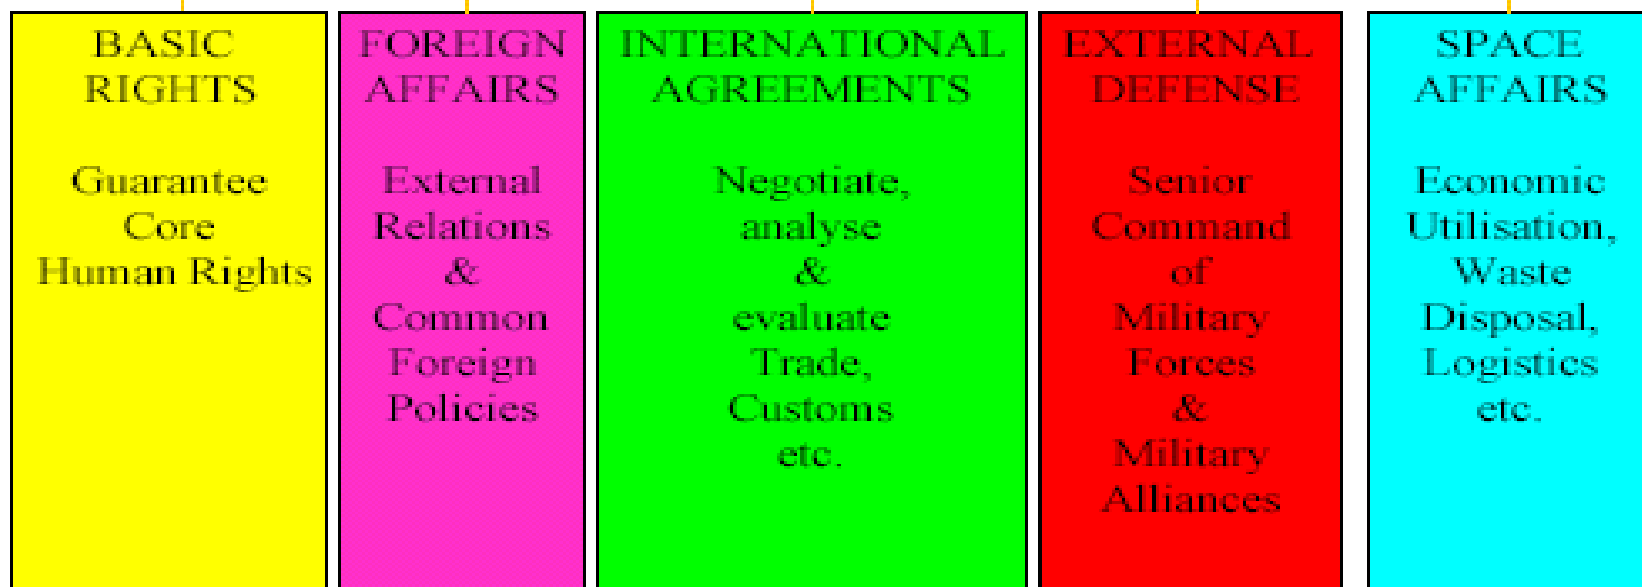 BASIC
RIGHTS
Guarantee
Core
Human Rights
FOREIGN
AFFAIRS
External
Relations
&
Common
Foreign
Policies
INTERNATIONAL
AGREEMENTS
Negotiate,
analyse
&
evaluate
Trade,
Customs
etc.
EXTERNAL
DEFENSE
Senior
Command
of
Military
Forces
&
Military
Alliances
SPACE
AFFAIRS
Economic
Utilisation,
Waste
Disposal,
Logistics
etc.